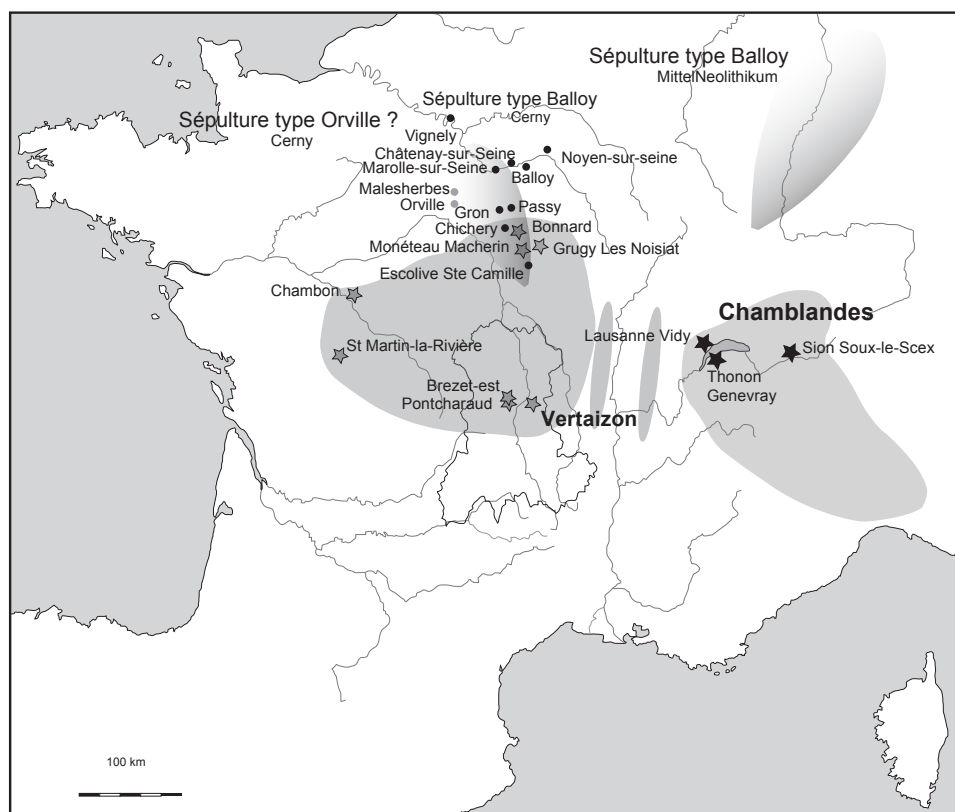 Sépulture type Balloy
MittelNeolithikum
Sépulture type Balloy
Cerny
Sépulture type Orville ?
Cerny
Vignely
Châtenay-sur-Seine
Noyen-sur-seine
Marolle-sur-Seine
Balloy
Malesherbes
Orville
Gron
Passy
Chichery
Bonnard
Monéteau Macherin
Grugy Les Noisiat
Escolive Ste Camille
Chambon
Chamblandes
Lausanne Vidy
Sion Soux-le-Scex
St Martin-la-Rivière
Thonon
Genevray
Brezet-est
Pontcharaud
Vertaizon
100 km